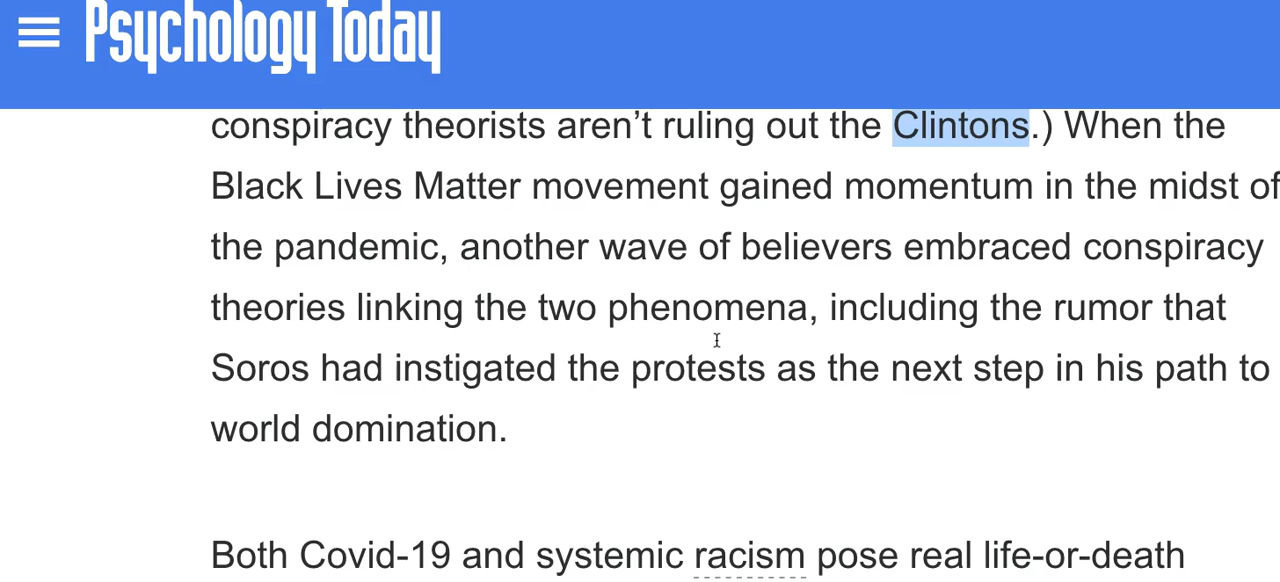 Psychology Today
conspiracy theorists aren’t ruling out the Clintons.) When the
Black Lives Matter movement gained momentum in the midst of
the pandemic, another wave of believers embraced conspiracy
theories linking the two phenomena, including the rumor that
Soros had instigated the protests as the next step in his path to
world domination.
Both Covid-19 and systemic racism pose real life-or-death